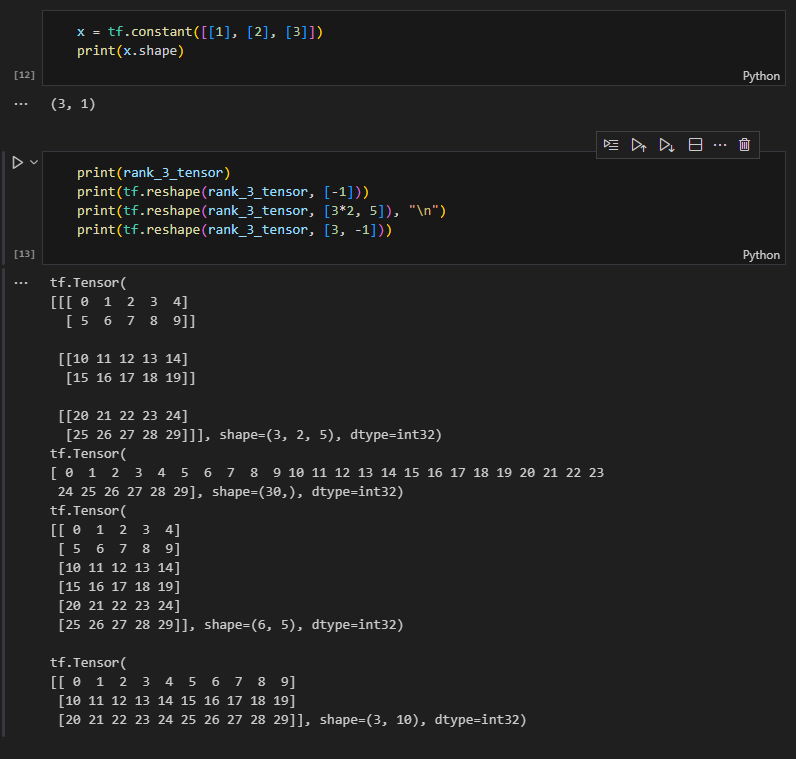 x = tf.constant([[1], [2], [3]])
print(x.shape)
[12]
Python
... (3, 1)
print(rank_3_tensor)
print(tf.reshape(rank_3_tensor, [-1]))
print(tf.reshape(rank_3_tensor, [3*2, 5]), "\n")
print(tf.reshape(rank_3_tensor, [3, -1]))
[13]
Python
... tf.Tensor(
[[[ 0  1  2  3  4]
  [ 5  6  7  8  9]]

 [[10 11 12 13 14]
  [15 16 17 18 19]]

 [[20 21 22 23 24]
  [25 26 27 28 29]]], shape=(3, 2, 5), dtype=int32)
tf.Tensor(
[ 0  1  2  3  4  5  6  7  8  9 10 11 12 13 14 15 16 17 18 19 20 21 22 23
 24 25 26 27 28 29], shape=(30,), dtype=int32)
tf.Tensor(
[[ 0  1  2  3  4]
 [ 5  6  7  8  9]
 [10 11 12 13 14]
 [15 16 17 18 19]
 [20 21 22 23 24]
 [25 26 27 28 29]], shape=(6, 5), dtype=int32)

tf.Tensor(
[[ 0  1  2  3  4  5  6  7  8  9]
 [10 11 12 13 14 15 16 17 18 19]
 [20 21 22 23 24 25 26 27 28 29]], shape=(3, 10), dtype=int32)